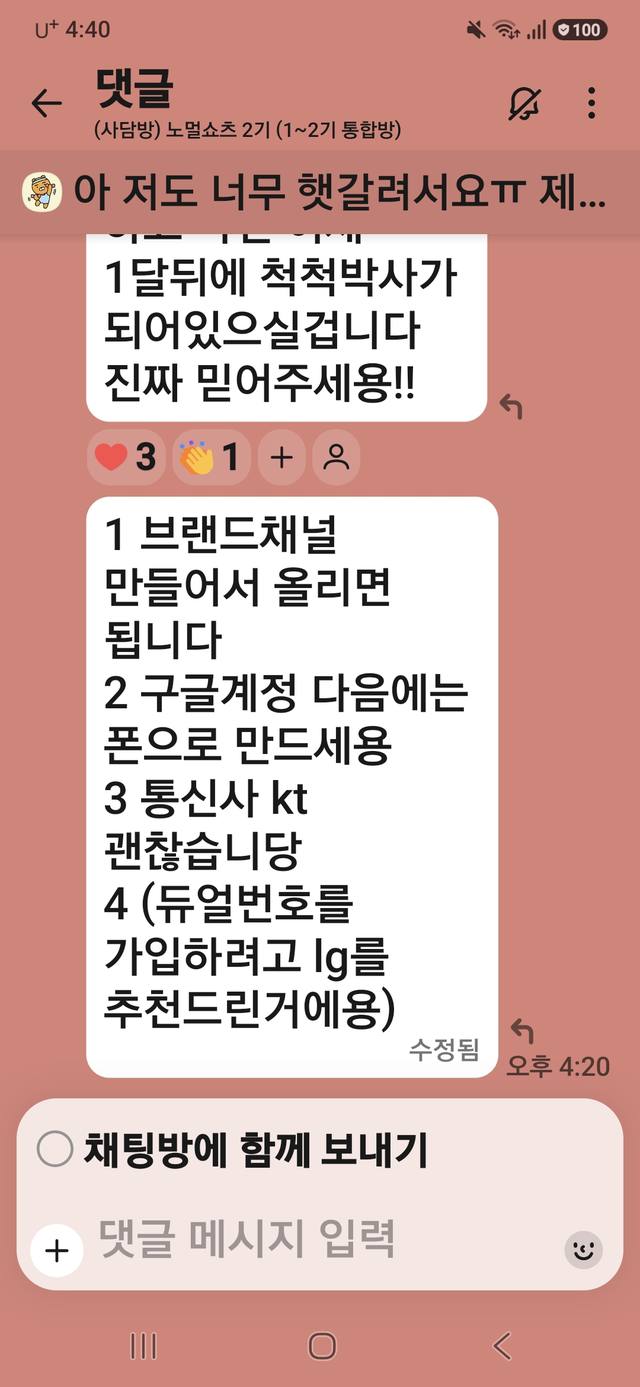 U+ 4:40
100
댓글
(사담방) 노멀쇼츠 2기 (1~2기 통합방)
아 저도 너무 햇갈려서요ㅠ 제...
1달뒤에 척척박사가
되어있으실겁니다
진짜 믿어주세용!!
3 1 +
1 브랜드채널
만들어서 올리면
됩니다
2 구글계정 다음에는
폰으로 만드세용
3 통신사 kt
괜찮습니당
4 (듀얼번호를
가입하려고 lg를
추천드린거에용)
수정됨
오후 4:20
채팅방에 함께 보내기
+ 댓글 메시지 입력